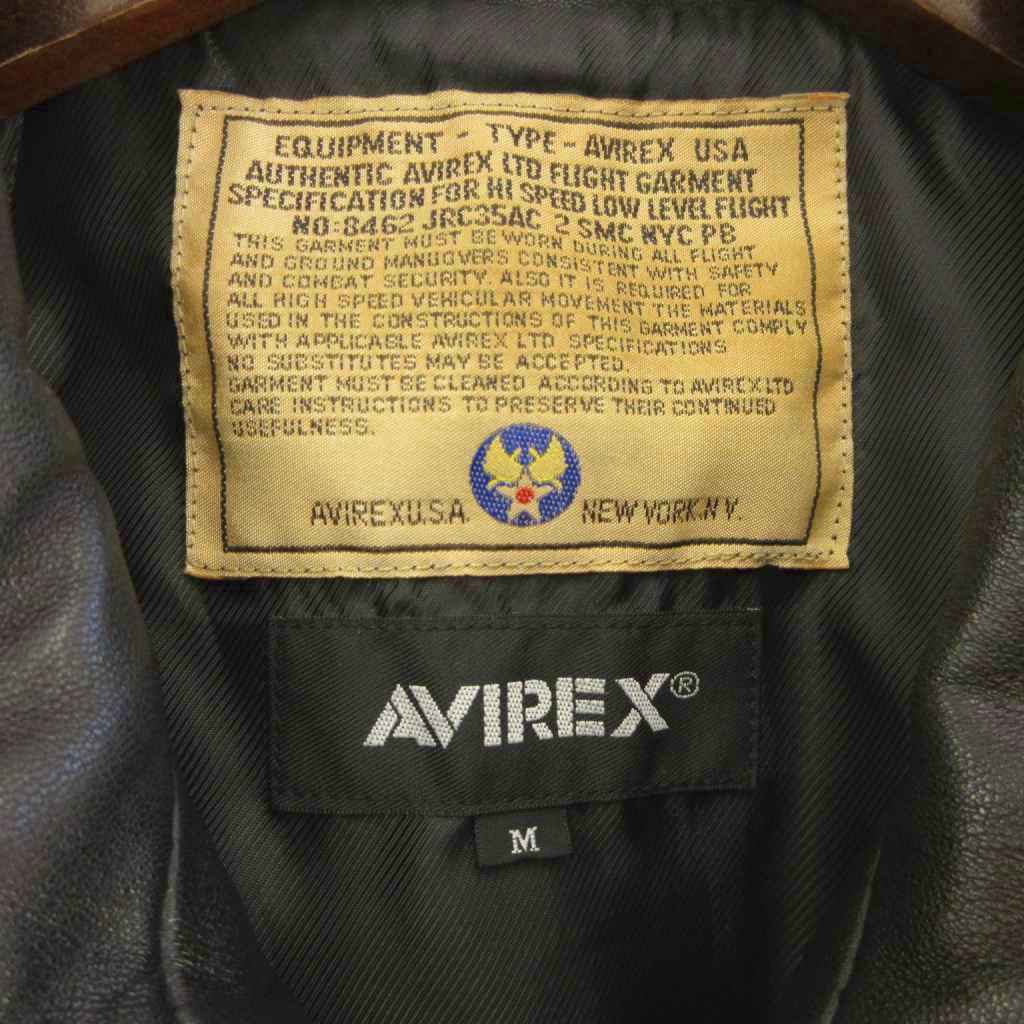 EQUIPMENT - TYPE - AVIREX USA
AUTHENTIC AVIREX LTD FLIGHT GARMENT
SPECIFICATION FOR HI SPEED LOW LEVEL FLIGHT
NO:8462 JRC35AC 2 SMC NYC PB
THIS GARMENT MUST BE WORN DURING ALL FLIGHT
AND GROUND MANUOVERS CONSISTENT WITH SAFETY
AND COMBAT SECURITY. ALSO IT IS REQUIRED FOR
ALL HIGH SPEED VEHICULAR MOVEMENT THE MATERIALS
USED IN THE CONSTRUCTIONS OF THIS GARMENT COMPLY
WITH APPLICABLE AVIREX LTD SPECIFICATIONS
NO SUBSTITUTES MAY BE ACCEPTED.
GARMENT MUST BE CLEANED ACCORDING TO AVIREX LTD
CARE INSTRUCTIONS TO PRESERVE THEIR CONTINUED
USEFULNESS.
AVIREX U.S.A. NEW YORK.N.Y.
AVIREX®
M